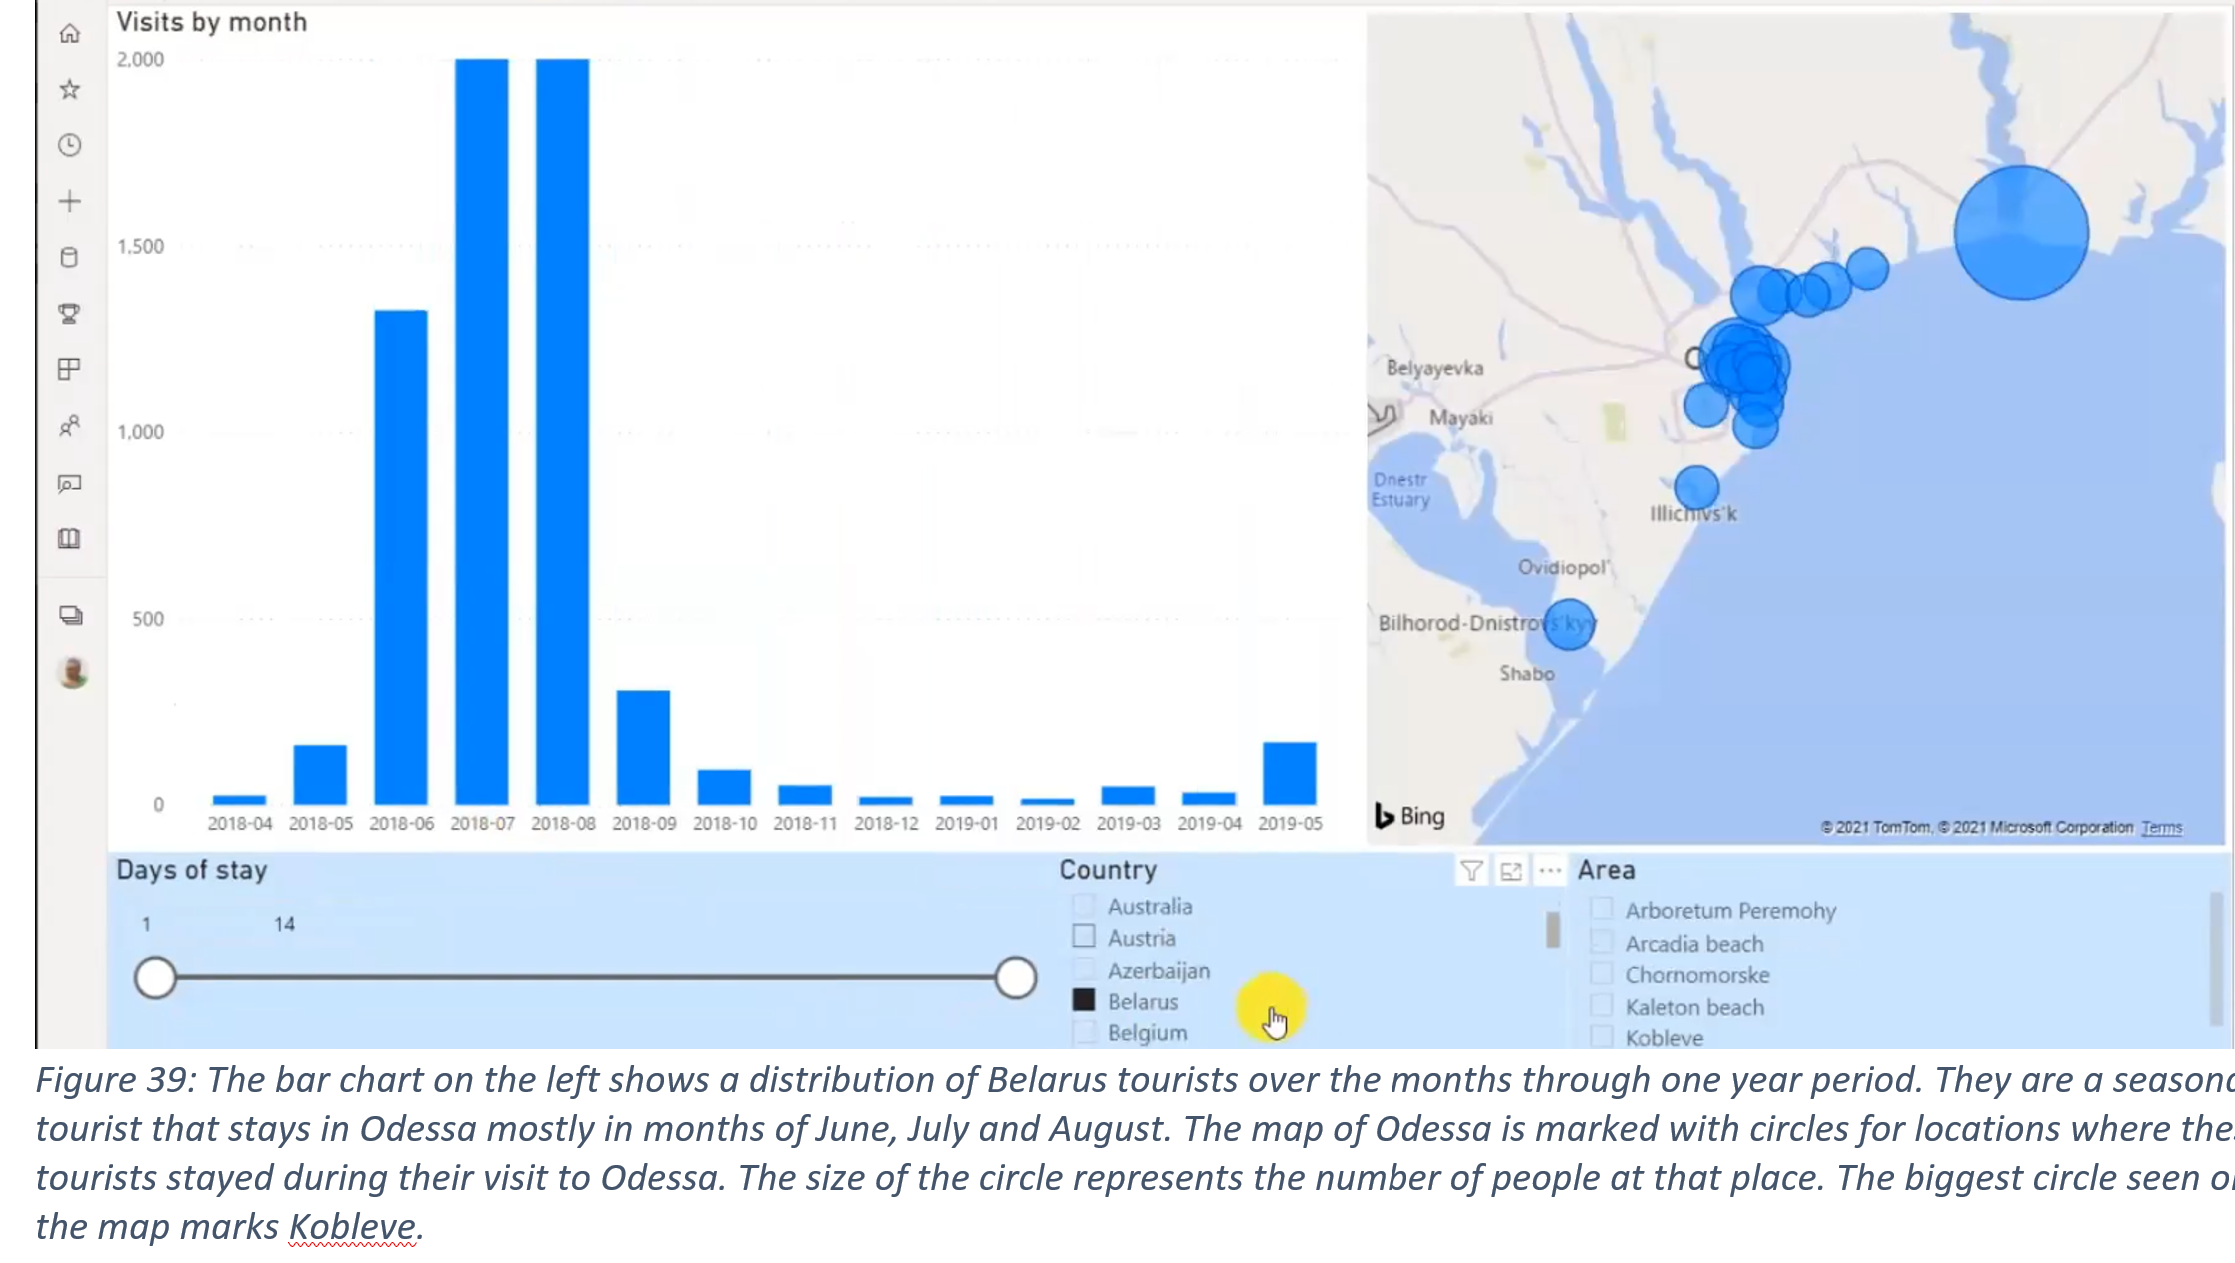 Visits by month
2,000
1,500
1,000
500
0
2018-04 2018-05 2018-06 2018-07 2018-08 2018-09 2018-10 2018-11 2018-12 2019-01 2019-02 2019-03 2019-04 2019-05
Belyayevka
Mayaki
Dnestr
Estuary
Illichivs'k
Ovidiopol'
Bilhorod-Dnistrovs'kyy
Shabo
Bing
© 2021 TomTom, © 2021 Microsoft Corporation Terms
Days of stay
1 14
Country
Australia
Austria
Azerbaijan
Belarus
Belgium
Area
Arboretum Peremohy
Arcadia beach
Chornomorske
Kaleton beach
Kobleve
Figure 39: The bar chart on the left shows a distribution of Belarus tourists over the months through one year period. They are a
tourist that stays in Odessa mostly in months of June, July and August. The map of Odessa is marked with circles for locations where
tourists stayed during their visit to Odessa. The size of the circle represents the number of people at that place. The biggest circle seen
the map marks Kobleve.